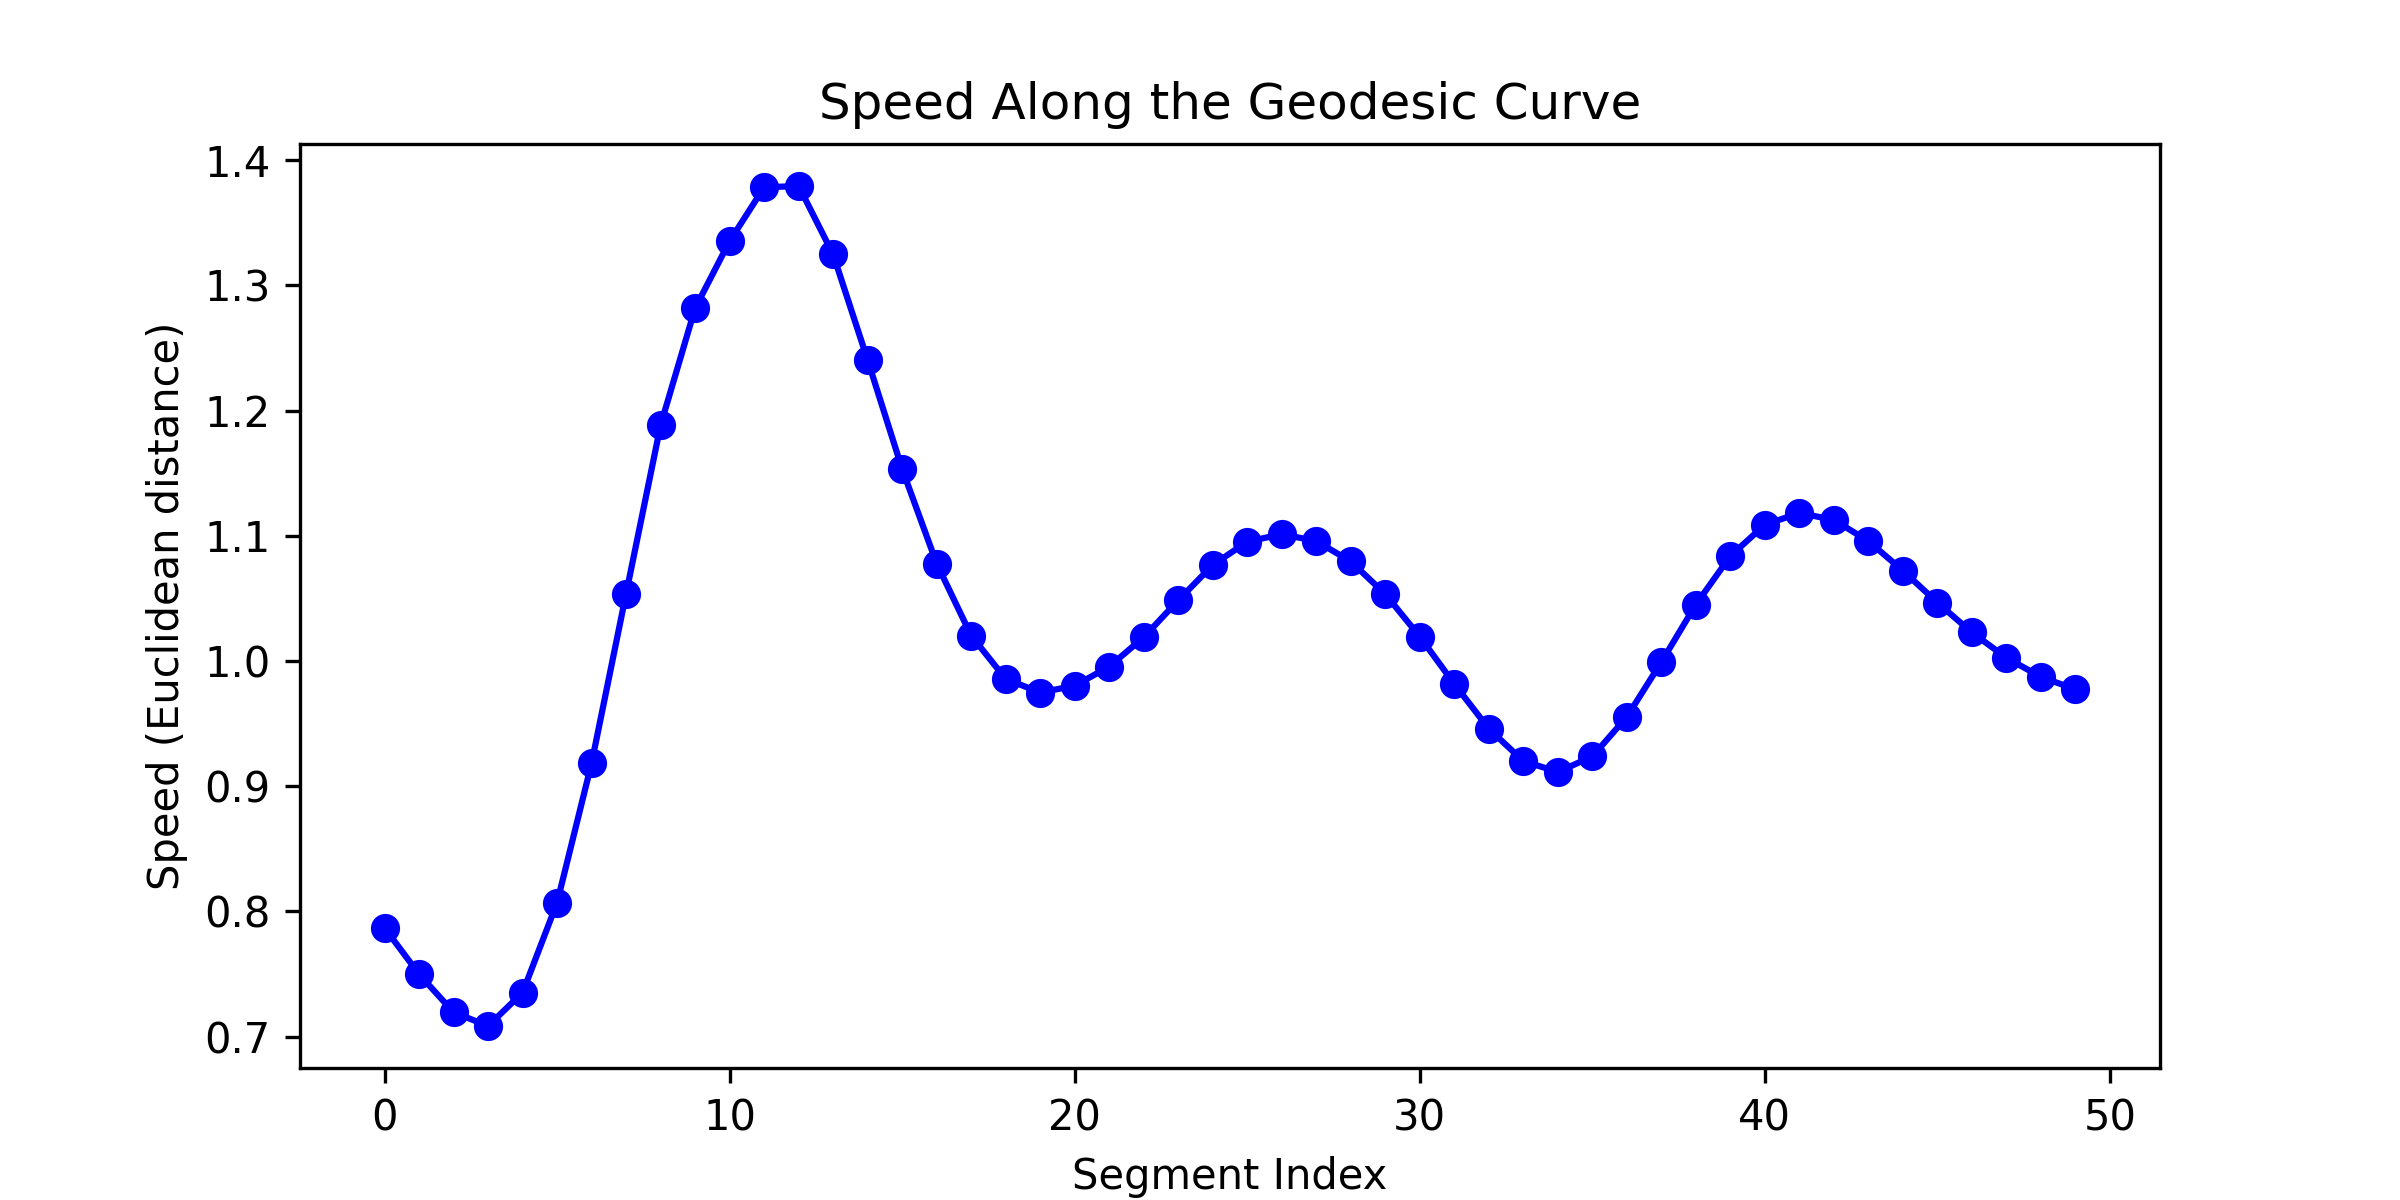 Speed Along the Geodesic Curve
1.4
1.3
1.2
1.1
1.0
0.9
0.8
0.7
Speed (Euclidean distance)
0 10 20 30 40 50
Segment Index